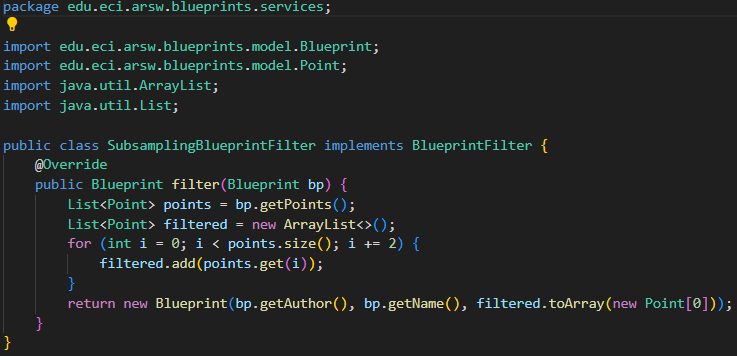 package edu.eci.arsw.blueprints.services;
import edu.eci.arsw.blueprints.model.Blueprint;
import edu.eci.arsw.blueprints.model.Point;
import java.util.ArrayList;
import java.util.List;
public class SubsamplingBlueprintFilter implements BlueprintFilter {
    @Override
    public Blueprint filter(Blueprint bp) {
        List<Point> points = bp.getPoints();
        List<Point> filtered = new ArrayList<>();
        for (int i = 0; i < points.size(); i += 2) {
            filtered.add(points.get(i));
        }
        return new Blueprint(bp.getAuthor(), bp.getName(), filtered.toArray(new Point[0]));
    }
}